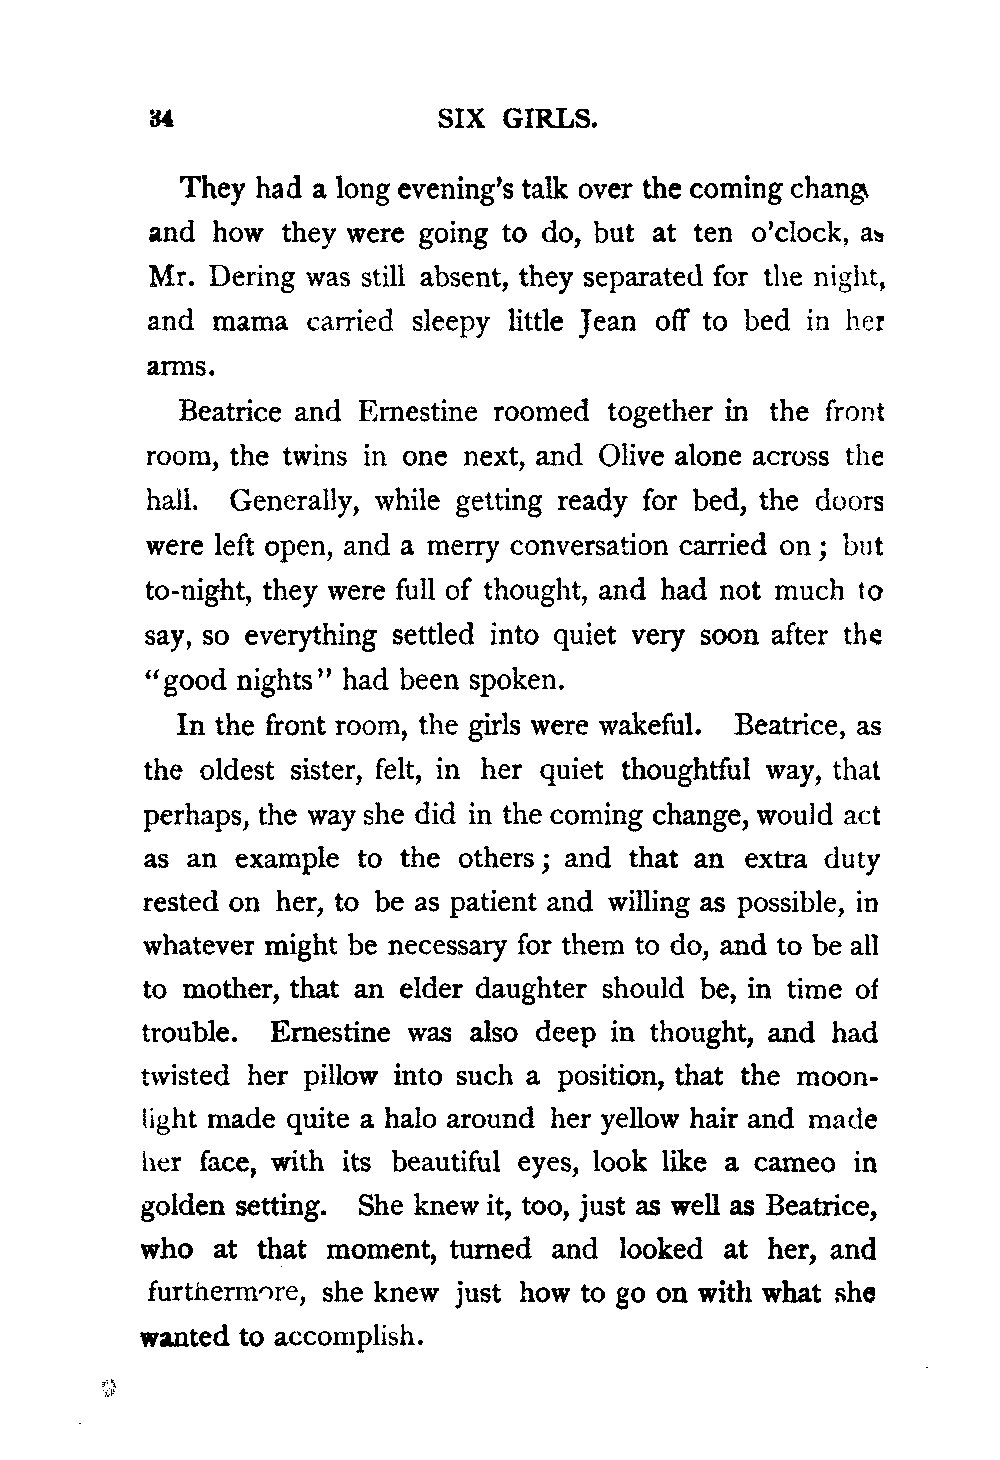 34 SIX GIRLS.
They had a long evening's talk over the coming chang
and how they were going to do, but at ten o'clock, as
Mr. Dering was still absent, they separated for the night,
and mama carried sleepy little Jean off to bed in her
arms.
Beatrice and Ernestine roomed together in the front
room, the twins in one next, and Olive alone across the
hall. Generally, while getting ready for bed, the doors
were left open, and a merry conversation carried on; but
to-night, they were full of thought, and had not much to
say, so everything settled into quiet very soon after the
"good nights" had been spoken.
In the front room, the girls were wakeful. Beatrice, as
the oldest sister, felt, in her quiet thoughtful way, that
perhaps, the way she did in the coming change, would act
as an example to the others; and that an extra duty
rested on her, to be as patient and willing as possible, in
whatever might be necessary for them to do, and to be all
to mother, that an elder daughter should be, in time of
trouble. Ernestine was also deep in thought, and had
twisted her pillow into such a position, that the moon-
light made quite a halo around her yellow hair and made
her face, with its beautiful eyes, look like a cameo in
golden setting. She knew it, too, just as well as Beatrice,
who at that moment, turned and looked at her, and
furthermore, she knew just how to go on with what she
wanted to accomplish.